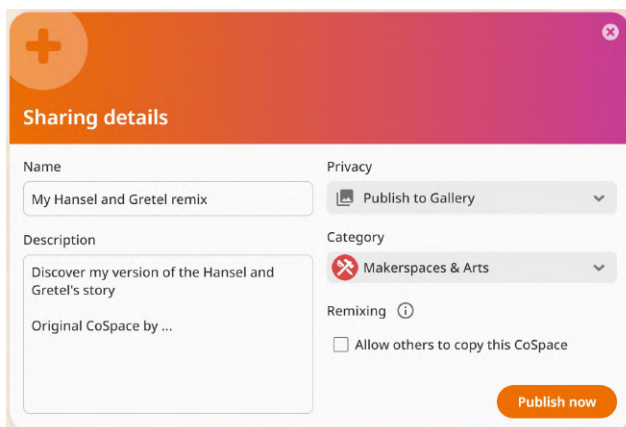 Sharing details
Name
My Hansel and Gretel remix
Description
Discover my version of the Hansel and
Gretel's story
Original CoSpace by ...
Privacy
Publish to Gallery
Category
Makerspaces & Arts
Remixing
Allow others to copy this CoSpace
Publish now